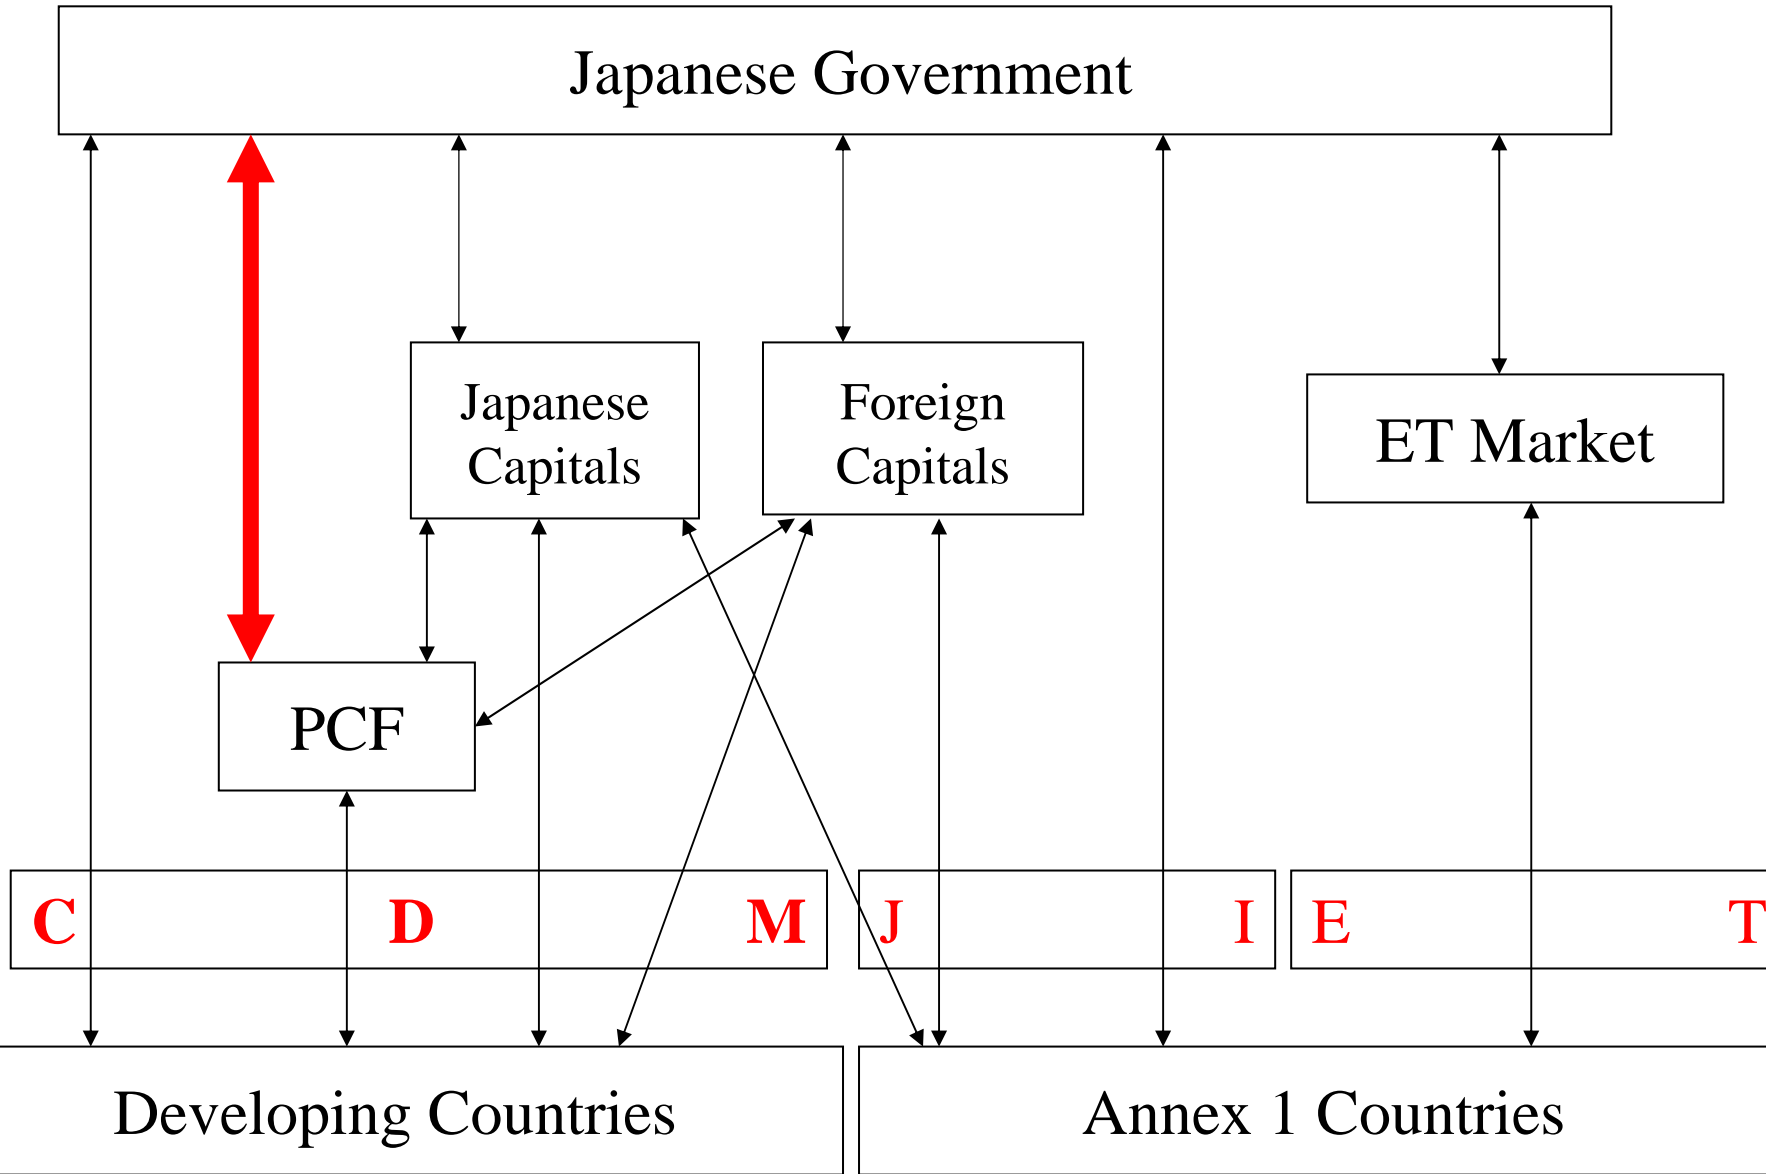 Japanese Government
Japanese
Capitals
Foreign
Capitals
ET Market
PCF
C D M
J I
E T
Developing Countries
Annex 1 Countries